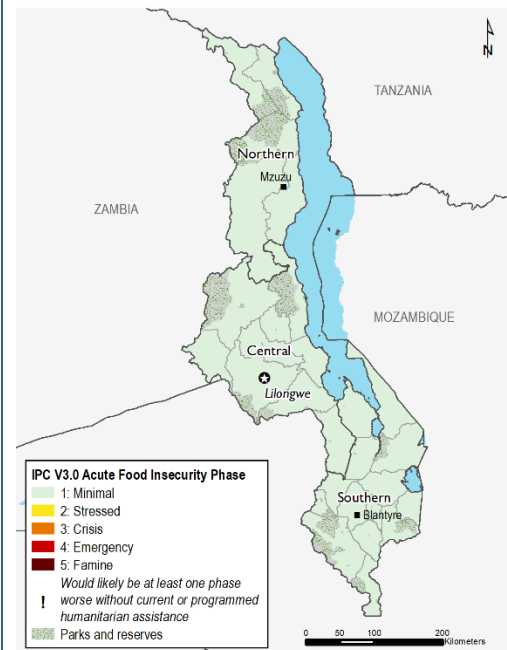 N
TANZANIA
Northern
Mzuzu
ZAMBIA
MOZAMBIQUE
Central
Lilongwe
Southern
Blantyre
IPC V3.0 Acute Food Insecurity Phase
1: Minimal
2: Stressed
3: Crisis
4: Emergency
5: Famine
Would likely be at least one phase
! worse without current or programmed
humanitarian assistance
Parks and reserves
0 50 100 200
Kilometers